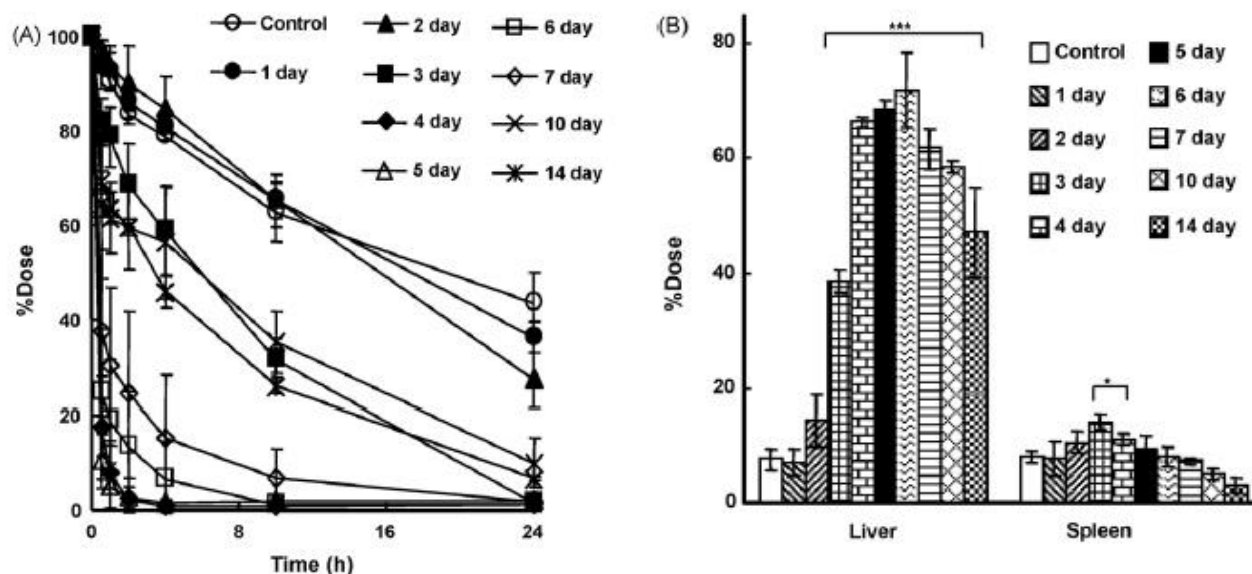 (A)
100
80
60
40
20
0
%Dose
0
8
16
24
Time (h)
Control
1 day
2 day
3 day
4 day
5 day
6 day
7 day
10 day
14 day
(B)
80
60
40
20
0
%Dose
***
*
Liver
Spleen
Control
1 day
2 day
3 day
4 day
5 day
6 day
7 day
10 day
14 day